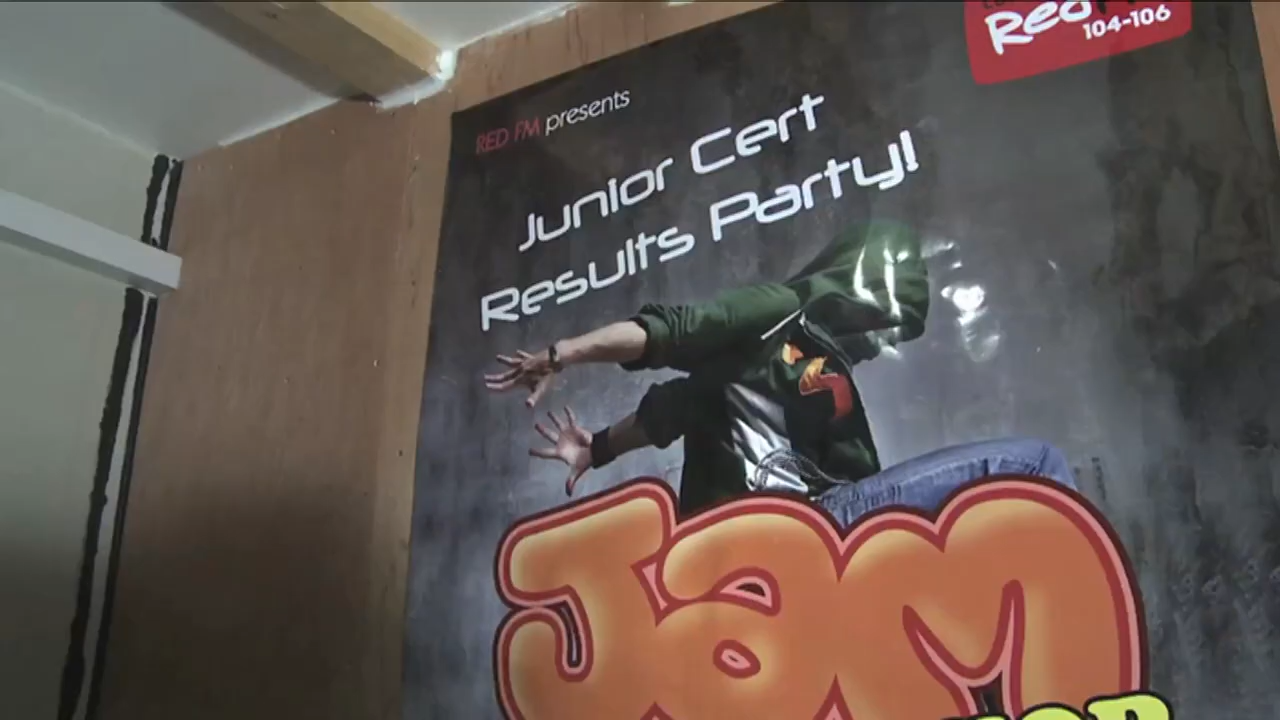 Red
104-106
RED FM presents
Junior Cert
Results Party!
Jam